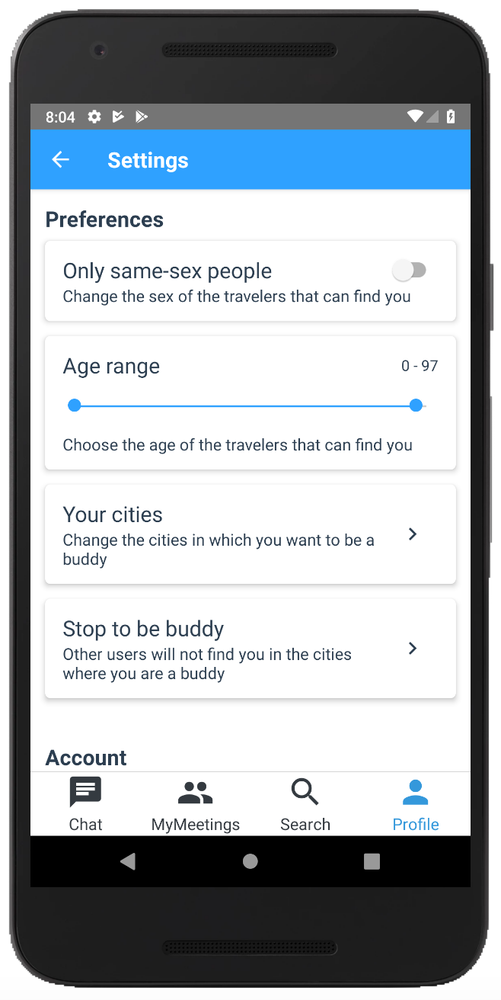 8:04
Settings
Preferences
Only same-sex people
Change the sex of the travelers that can find you
Age range
0 - 97
Choose the age of the travelers that can find you
Your cities
Change the cities in which you want to be a
buddy
Stop to be buddy
Other users will not find you in the cities
where you are a buddy
Account
Chat
MyMeetings
Search
Profile